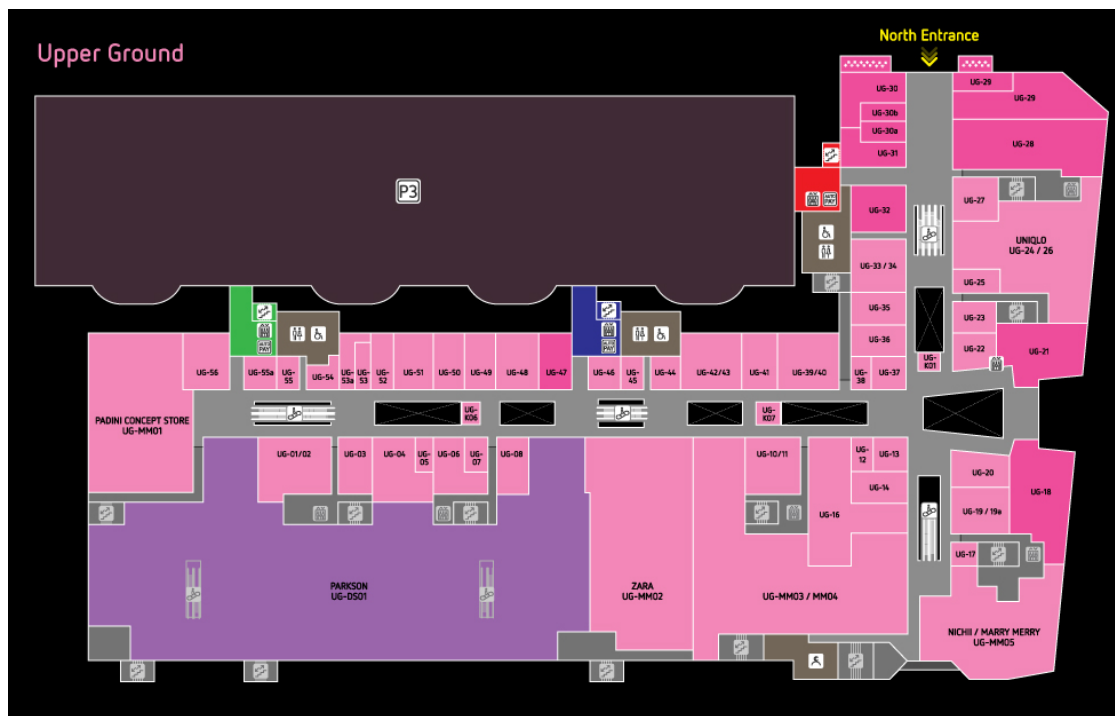 Upper Ground
North Entrance
UG-30
UG-29
UG-29
UG-30b
UG-30a
UG-28
UG-31
P3
AUTO
PAY
UG-32
UG-27
UNIQLO
UG-24 / 26
UG-33 / 34
UG-25
UG-35
UG-23
AUTO
PAY
AUTO
PAY
UG-36
UG-22
UG-21
UG-K01
UG-56
UG-55a
UG-55
UG-54
UG-53a
UG-53
UG-52
UG-51
UG-50
UG-49
UG-48
UG-47
UG-46
UG-45
UG-44
UG-42/43
UG-41
UG-39/40
UG-38
UG-37
PADINI CONCEPT STORE
UG-MM01
UG-K06
UG-K07
UG-01/02
UG-03
UG-04
UG-05
UG-06
UG-07
UG-08
UG-10/11
UG-12
UG-13
UG-14
UG-16
UG-20
UG-18
UG-19 / 19a
UG-17
PARKSON
UG-DS01
ZARA
UG-MM02
UG-MM03 / MM04
NICHII / MARRY MERRY
UG-MM05